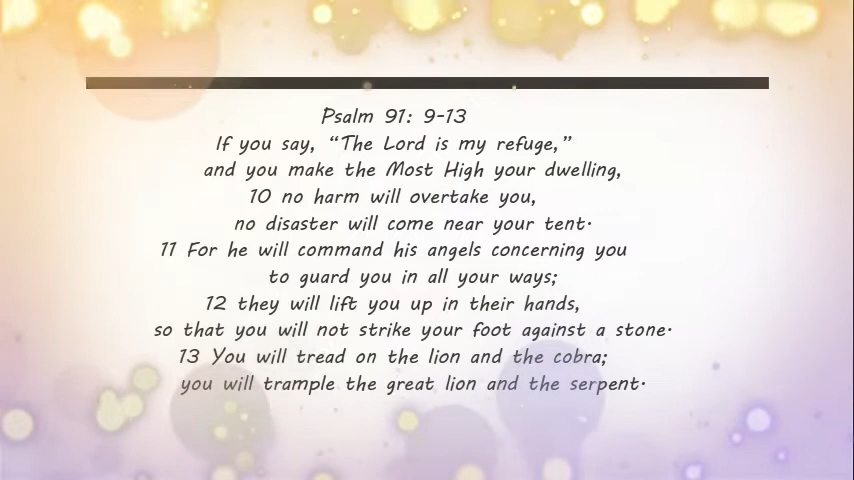 Psalm 91: 9-13
If you say, “The Lord is my refuge,”
and you make the Most High your dwelling,
10 no harm will overtake you,
no disaster will come near your tent.
11 For he will command his angels concerning you
to guard you in all your ways;
12 they will lift you up in their hands,
so that you will not strike your foot against a stone.
13 You will tread on the lion and the cobra;
you will trample the great lion and the serpent.